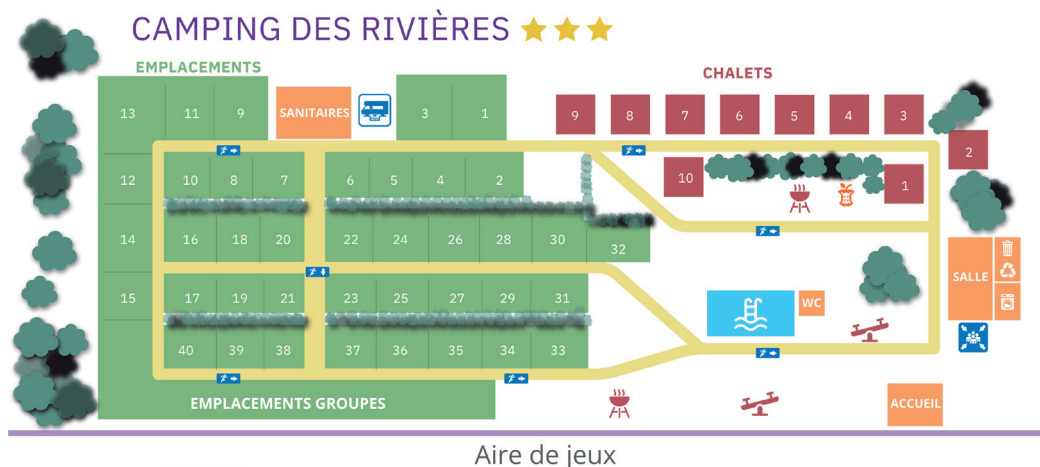 CAMPING DES RIVIÈRES
EMPLACEMENTS
CHALETS
13 11 9 SANITAIRES 3 1 9 8 7 6 5 4 3
12 10 8 7 6 5 4 2 10 1 2
14 16 18 20 22 24 26 28 30 32
SALLE
15 17 19 21 23 25 27 29 31 WC
40 39 38 37 36 35 34 33
EMPLACEMENTS GROUPES
ACCUEIL
Aire de jeux